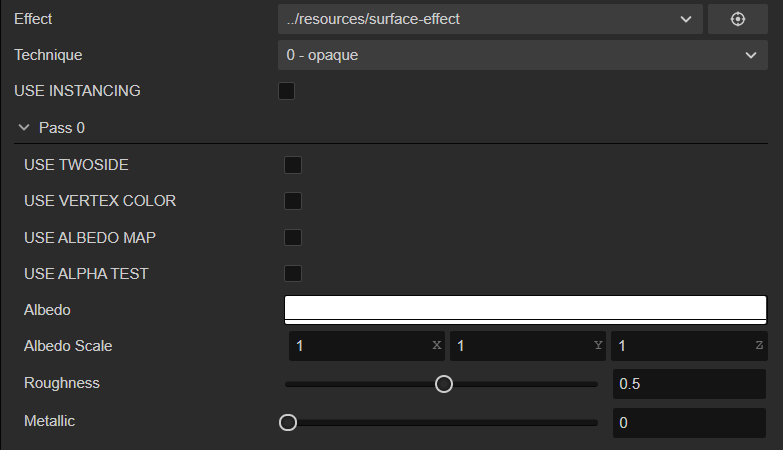 Effect ../resources/surface-effect
Technique 0 - opaque
USE INSTANCING
Pass 0
USE TWOSIDE
USE VERTEX COLOR
USE ALBEDO MAP
USE ALPHA TEST
Albedo
Albedo Scale 1 X 1 Y 1 Z
Roughness 0.5
Metallic 0